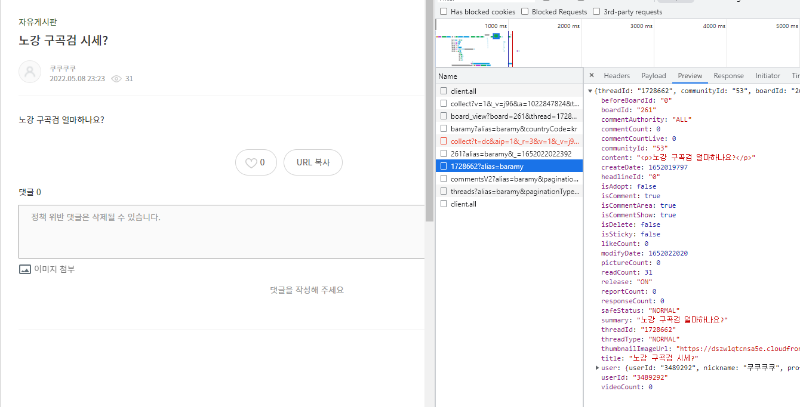 자유게시판
노강 구곡검 시세?
쿠쿠쿠쿠
2022.05.08 23:23 31
노강 구곡검 얼마하나요?
0
URL 복사
댓글 0
정책 위반 댓글은 삭제될 수 있습니다.
이미지 첨부
댓글을 작성해 주세요
Has blocked cookies Blocked Requests 3rd-party requests
1000 ms 2000 ms 3000 ms 4000 ms 5000 ms
Name
client.all
collect?v=1&_v=j96&a=1022847824&t...
board_view?board=261&thread=1728...
baramy?alias=baramy&countryCode=kr
collect?t=dc&aip=1&_r=3&v=1&_v=j9...
261?alias=baramy&_=1652022022392
1728662?alias=baramy
commentsV2?alias=baramy&paginatio...
threads?alias=baramy&paginationType...
client.all
× Headers Payload Preview Response Initiator Tim
{threadId: "1728662", communityId: "53", boardId: "2
beforeBoardId: "0"
boardId: "261"
commentAuthority: "ALL"
commentCount: 0
commentCountLive: 0
communityId: "53"
content: "<p>노강 구곡검 얼마하나요?</p>"
createDate: 1652019797
headlineId: "0"
isAdopt: false
isComment: true
isCommentArea: true
isCommentShow: true
isDelete: false
isSticky: false
likeCount: 0
modifyDate: 1652022020
pictureCount: 0
readCount: 31
release: "ON"
reportCount: 0
responseCount: 0
safeStatus: "NORMAL"
summary: "노강 구곡검 얼마하나요?"
threadId: "1728662"
threadType: "NORMAL"
thumbnailImageUrl: "https://dszw1qtcnsa5e.cloudfron
title: "노강 구곡검 시세?"
user: {userId: "3489292", nickname: "쿠쿠쿠쿠", pro
userId: "3489292"
videoCount: 0